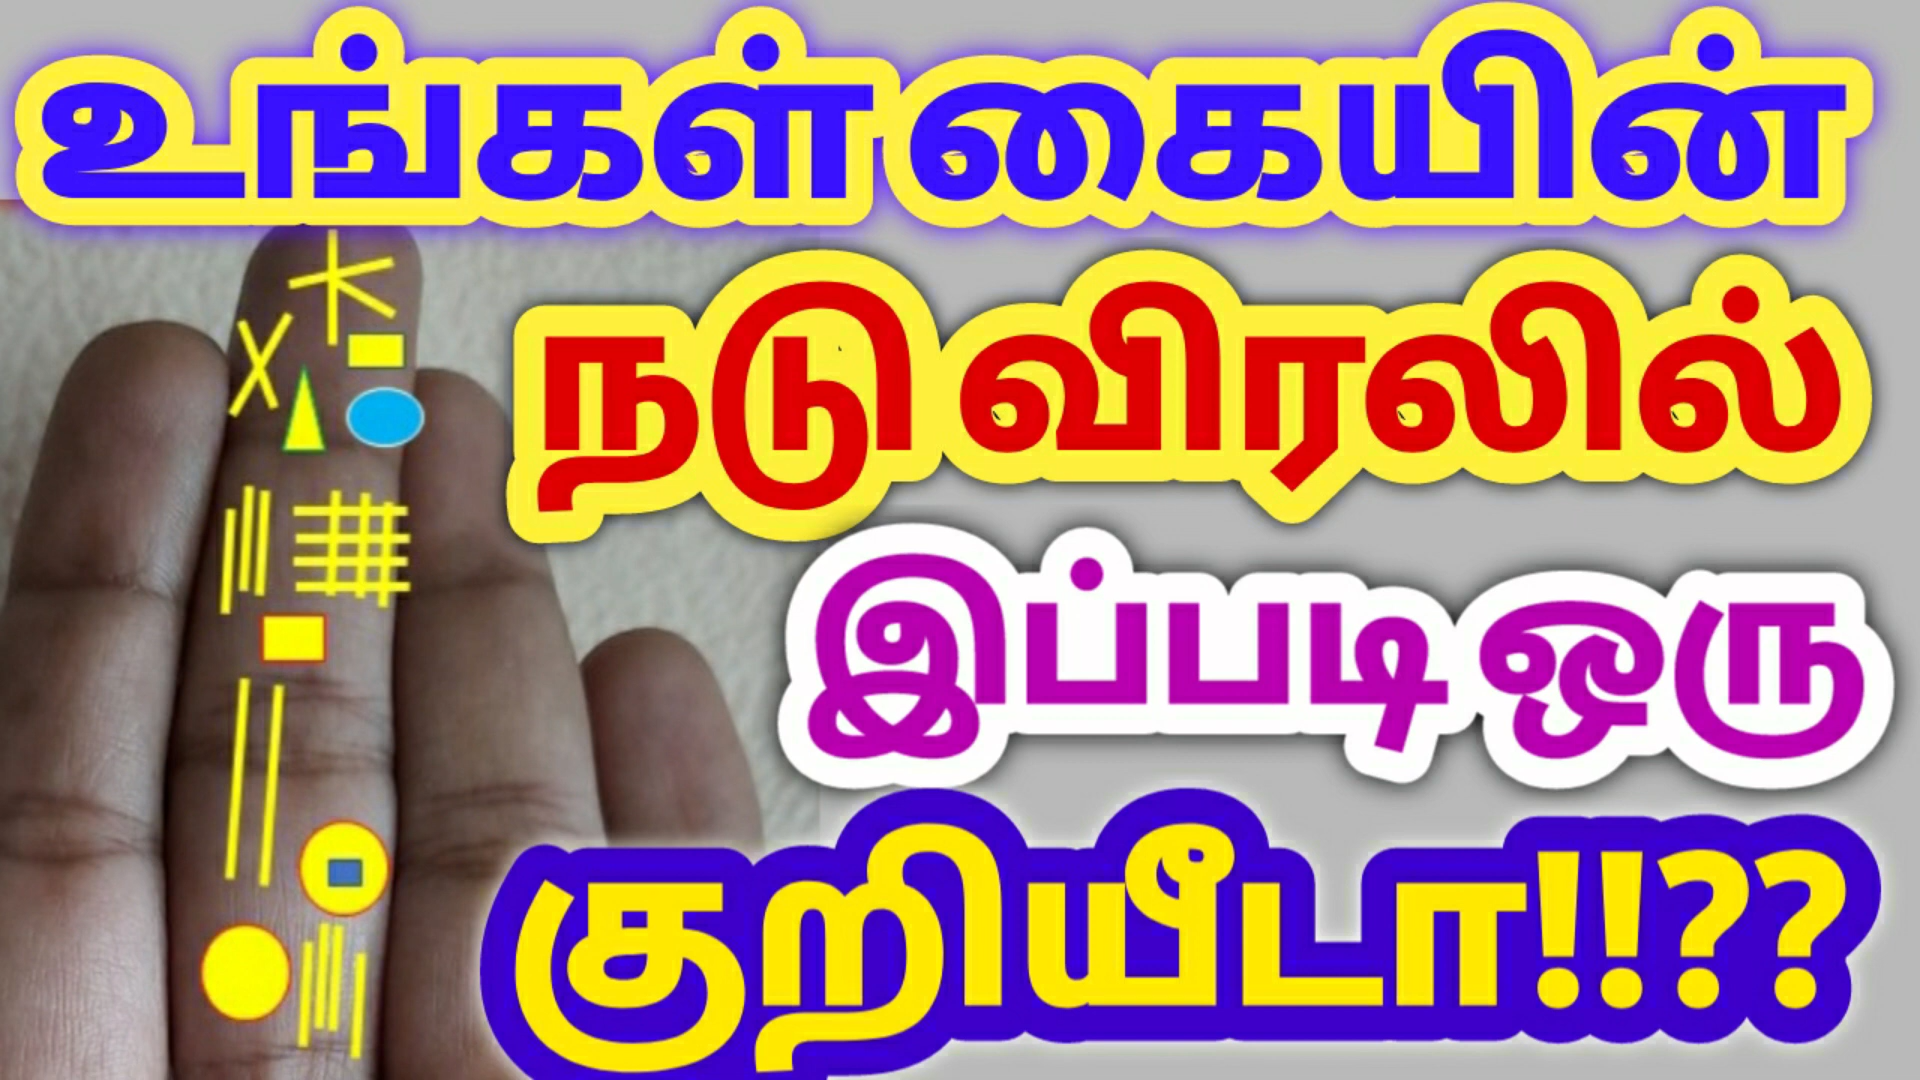 உங்கள் கையின்
நடு விரலில்
இப்படி ஒரு
குறியீடா!!??